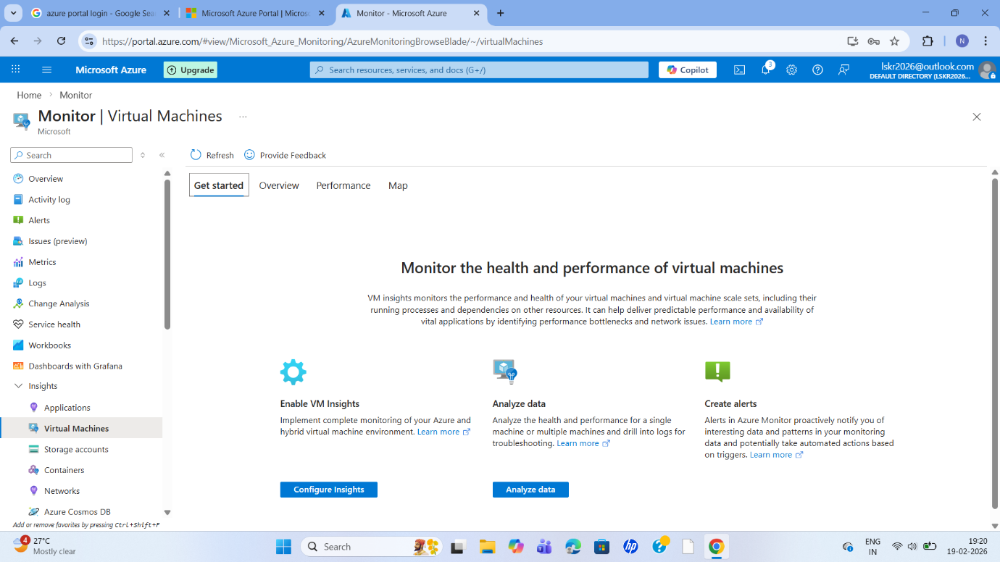 azure portal login - Google Sea
Microsoft Azure Portal | Micros
Monitor - Microsoft Azure
https://portal.azure.com/#view/Microsoft_Azure_Monitoring/AzureMonitoringBrowseBlade/~/virtualMachines
N
Microsoft Azure
Upgrade
Search resources, services, and docs (G+/)
Copilot
3
lskr2026@outlook.com
DEFAULT DIRECTORY (LSKR2026...
Home > Monitor
Monitor | Virtual Machines ...
Microsoft
Search
Refresh
Provide Feedback
Overview
Activity log
Alerts
Issues (preview)
Metrics
Logs
Change Analysis
Service health
Workbooks
Dashboards with Grafana
Insights
Applications
Virtual Machines
Storage accounts
Containers
Networks
Azure Cosmos DB
Add or remove favorites by pressing Ctrl+Shift+F
Get started
Overview
Performance
Map
Monitor the health and performance of virtual machines
VM insights monitors the performance and health of your virtual machines and virtual machine scale sets, including their
running processes and dependencies on other resources. It can help deliver predictable performance and availability of
vital applications by identifying performance bottlenecks and network issues. Learn more
Enable VM Insights
Implement complete monitoring of your Azure and
hybrid virtual machine environment. Learn more
Configure Insights
Analyze data
Analyze the health and performance for a single
machine or multiple machines and drill into logs for
troubleshooting. Learn more
Analyze data
Create alerts
Alerts in Azure Monitor proactively notify you of
interesting data and patterns in your monitoring
data and potentially take automated actions based
on triggers. Learn more
4
27°C
Mostly clear
Search
ENG
IN
19:20
19-02-2026